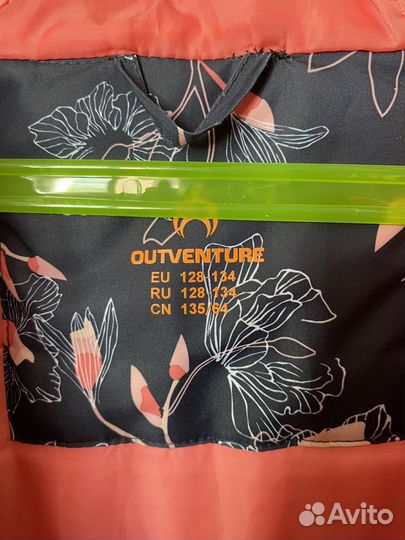 OUTVENTURE
EU 128-134
RU 128-134
CN 135/64
Avito